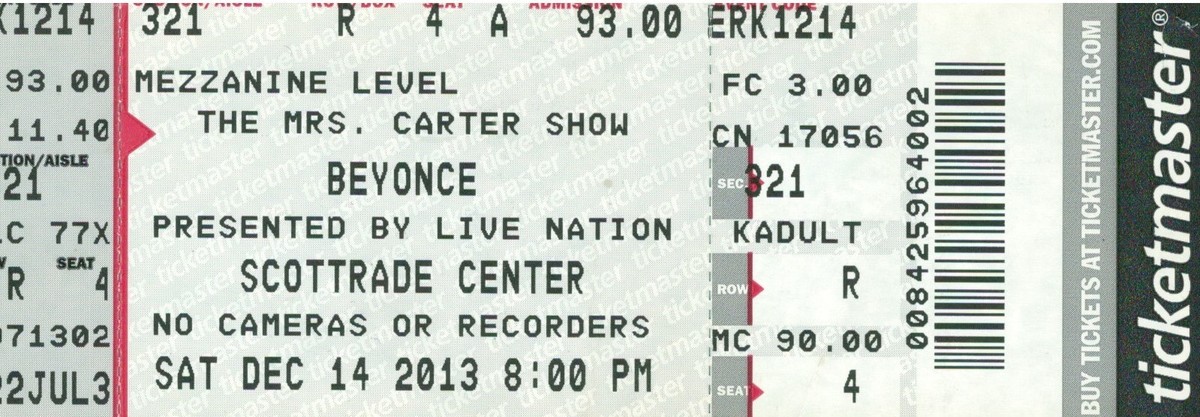 K1214 321 R 4 A 93.00 ERK1214
93.00 MEZZANINE LEVEL FC 3.00
11.40 THE MRS. CARTER SHOW CN 17056
TION/AISLE
21 BEYONCE SEC. 321
C 77X PRESENTED BY LIVE NATION KADULT
SEAT
R 4 SCOTTRADE CENTER ROW R
71302 NO CAMERAS OR RECORDERS MC 90.00
22JUL3 SAT DEC 14 2013 8:00 PM SEAT 4
008425964002
BUY TICKETS AT TICKETMASTER.COM
ticketmaster®